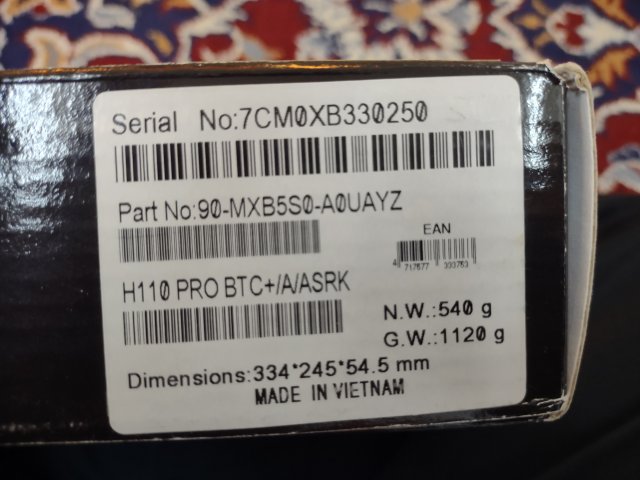 Serial No:7CM0XB330250
Part No:90-MXB5S0-A0UAYZ
EAN
H110 PRO BTC+/A/ASRK
N.W.:540 g
G.W.:1120 g
Dimensions:334*245*54.5 mm
MADE IN VIETNAM